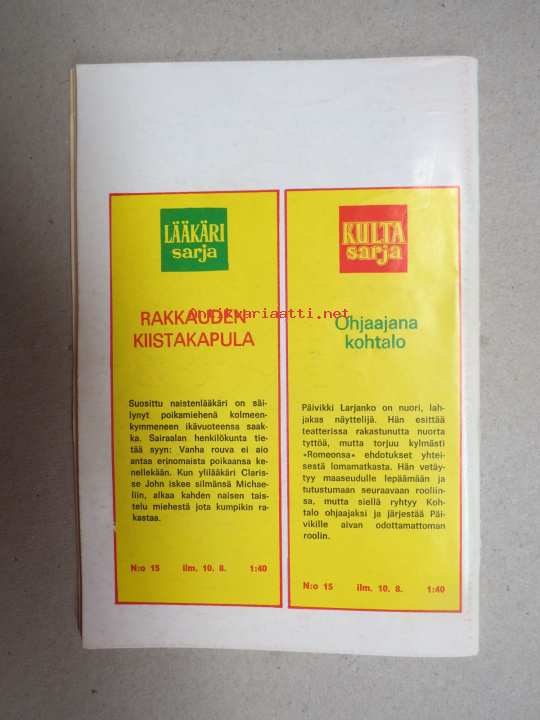 LÄÄKÄRI
sarja
RAKKAUDEN
KIISTAKAPULA
Suosittu naistenlääkäri on säi-
lynyt poikamiehenä kolmeen-
kymmeneen ikävuoteensa saak-
ka. Sairaalan henkilökunta tie-
tää syyn: Vanha rouva ei aio
antaa erinomaista poikaansa ke-
nellekään. Kun ylilääkäri Claris-
se John iskee silmänsä Michae-
liin, alkaa kahden naisen tais-
telu miehestä jota kumpikin ra-
kastaa.
N:o 15 ilm. 10. 8. 1:40
KULTA
sarja
Ohjaajana
kohtalo
Päivikki Larjanko on nuori, lah-
jakas näyttelijä. Hän esittää
teatterissa rakastunutta nuorta
tyttöä, mutta torjuu kylmästi
»Romeonsa» ehdotukset yhtei-
sestä lomamatkasta. Hän vetäy-
tyy maaseudulle lepäämään ja
tutustumaan seuraavaan rooliin-
sa, mutta siellä ryhtyy Koh-
talo ohjaajaksi ja järjestää Päi-
vikille aivan odottamattoman
roolin.
N:o 15 ilm. 10. 8. 1:40
antikvariaatti.net